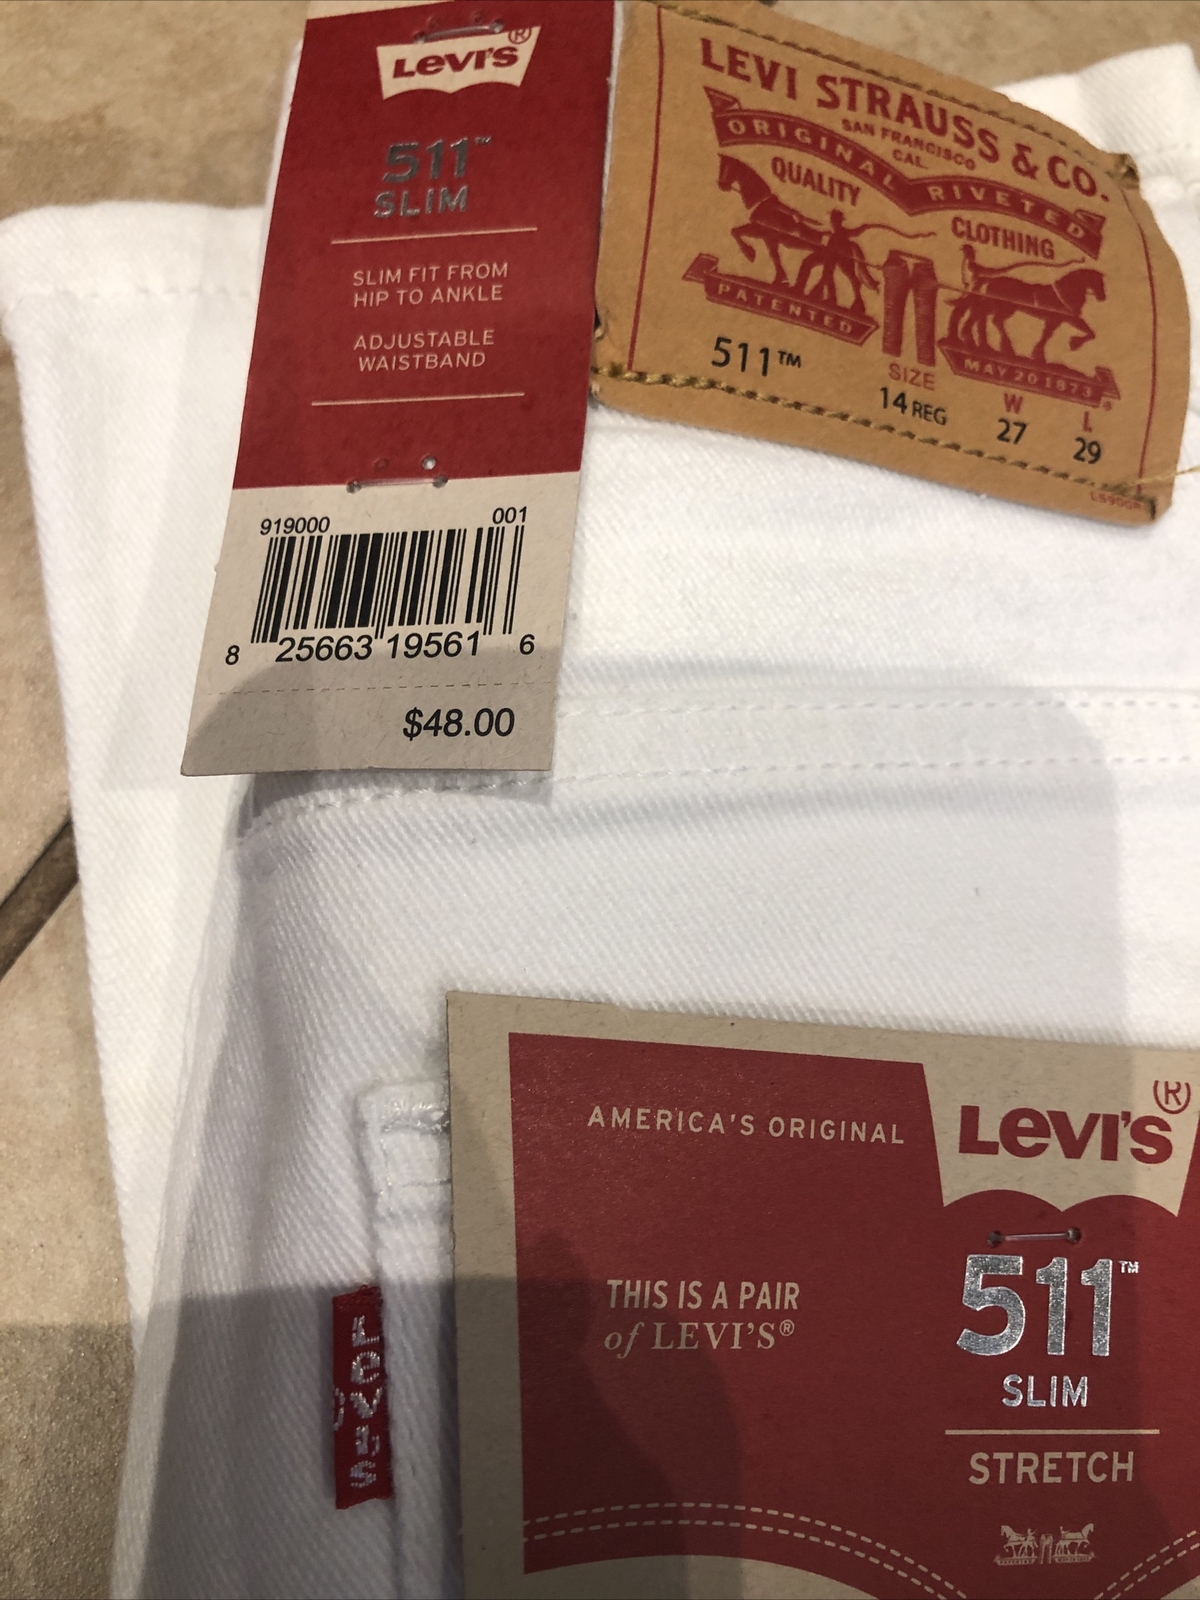 Levi's®
511™
SLIM
SLIM FIT FROM
HIP TO ANKLE
ADJUSTABLE
WAISTBAND
919000 001
8 25663 19561 6
$48.00
LEVI STRAUSS & CO.
SAN FRANCISCO
CAL.
ORIGINAL RIVETED
QUALITY CLOTHING
PATENTED MAY 20 1873
511™
SIZE W L
14 REG 27 29
AMERICA'S ORIGINAL
Levi's®
THIS IS A PAIR
of LEVI'S®
511™
SLIM
STRETCH
Levi's